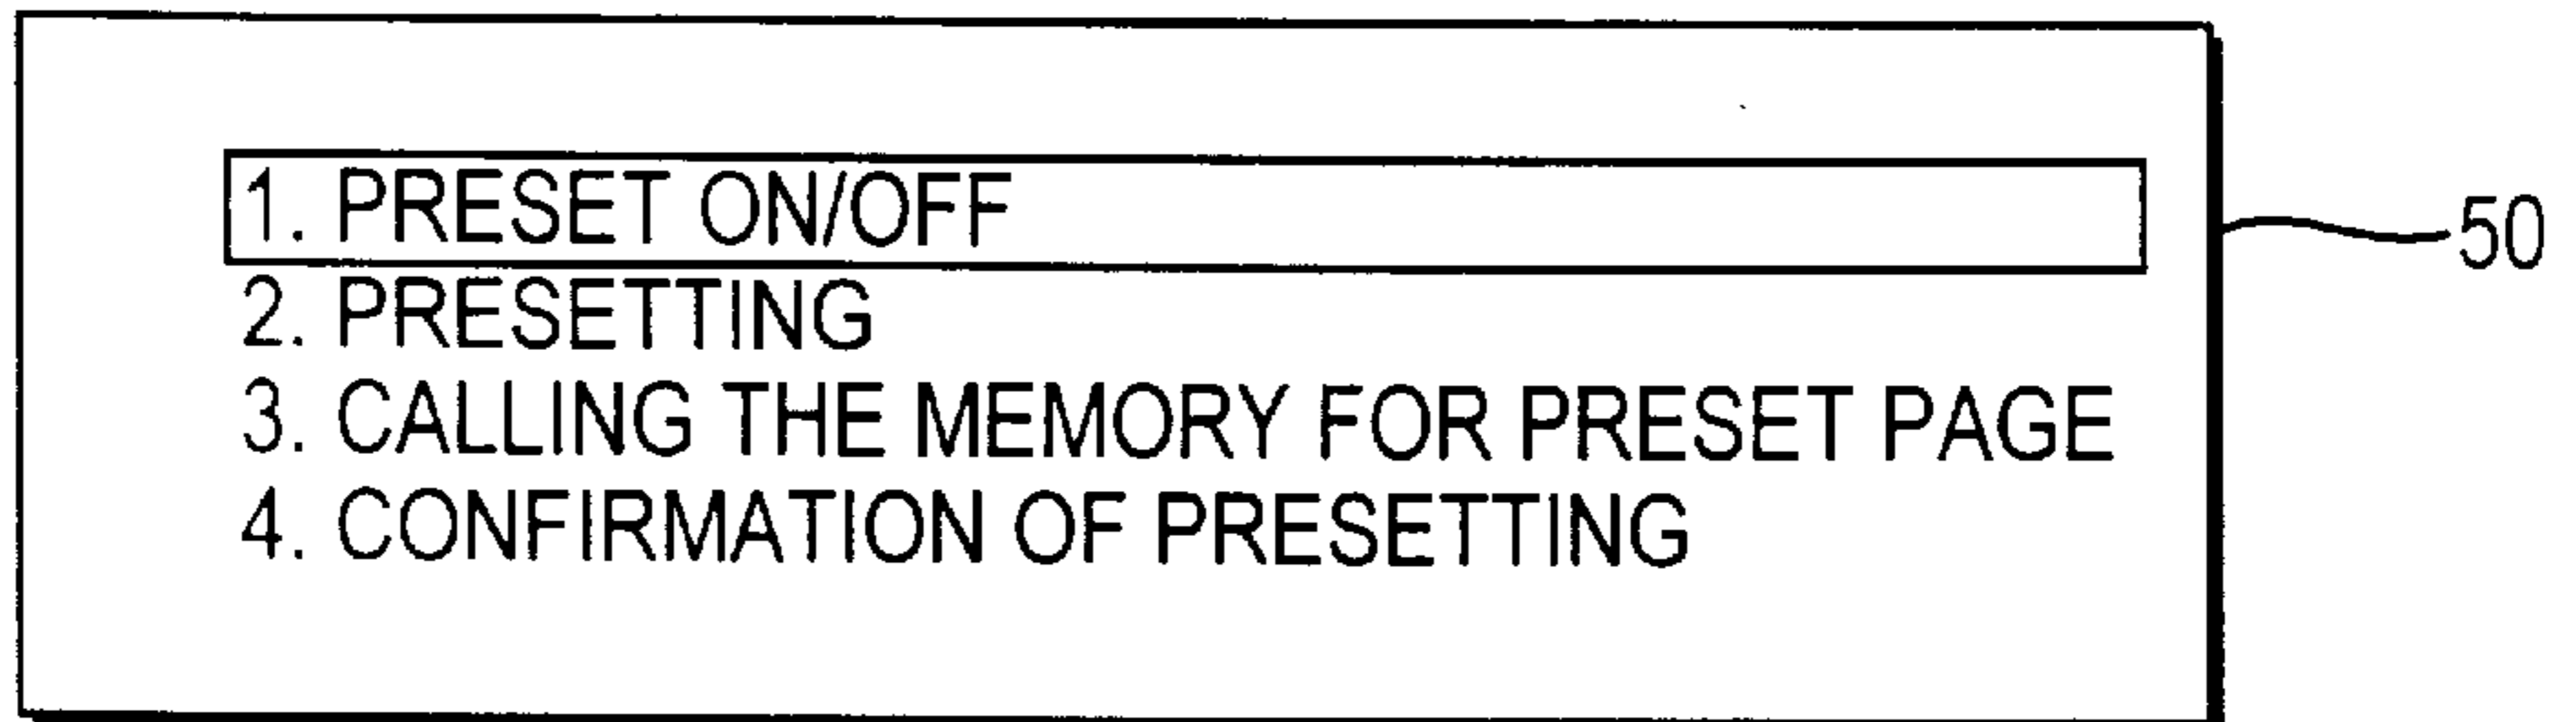 1. PRESET ON/OFF
2. PRESETTING
3. CALLING THE MEMORY FOR PRESET PAGE
4. CONFIRMATION OF PRESETTING
50